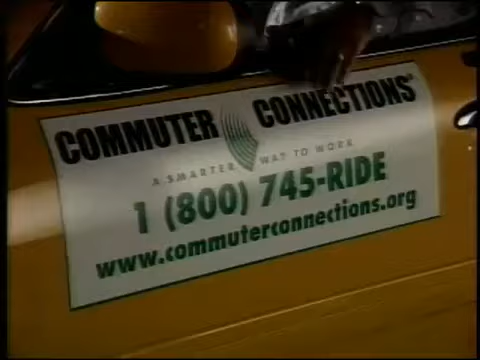 COMMUTER CONNECTIONS®
A SMARTER WAY TO WORK
1 (800) 745-RIDE
www.commuterconnections.org